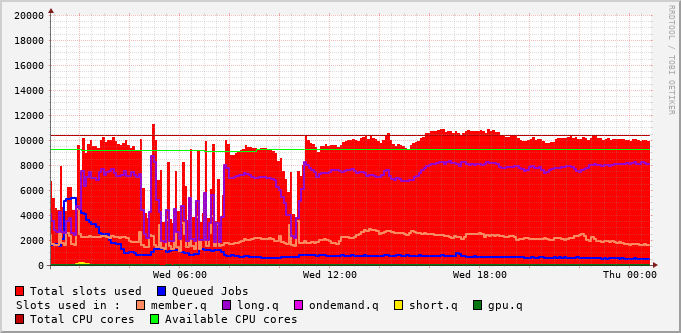 20000
18000
16000
14000
12000
10000
8000
6000
4000
2000
0
Wed 06:00 Wed 12:00 Wed 18:00 Thu 00:00
Total slots used Queued Jobs
Slots used in : member.q long.q ondemand.q short.q gpu.q
Total CPU cores Available CPU cores
RRDTOOL / TOBI OETIKER